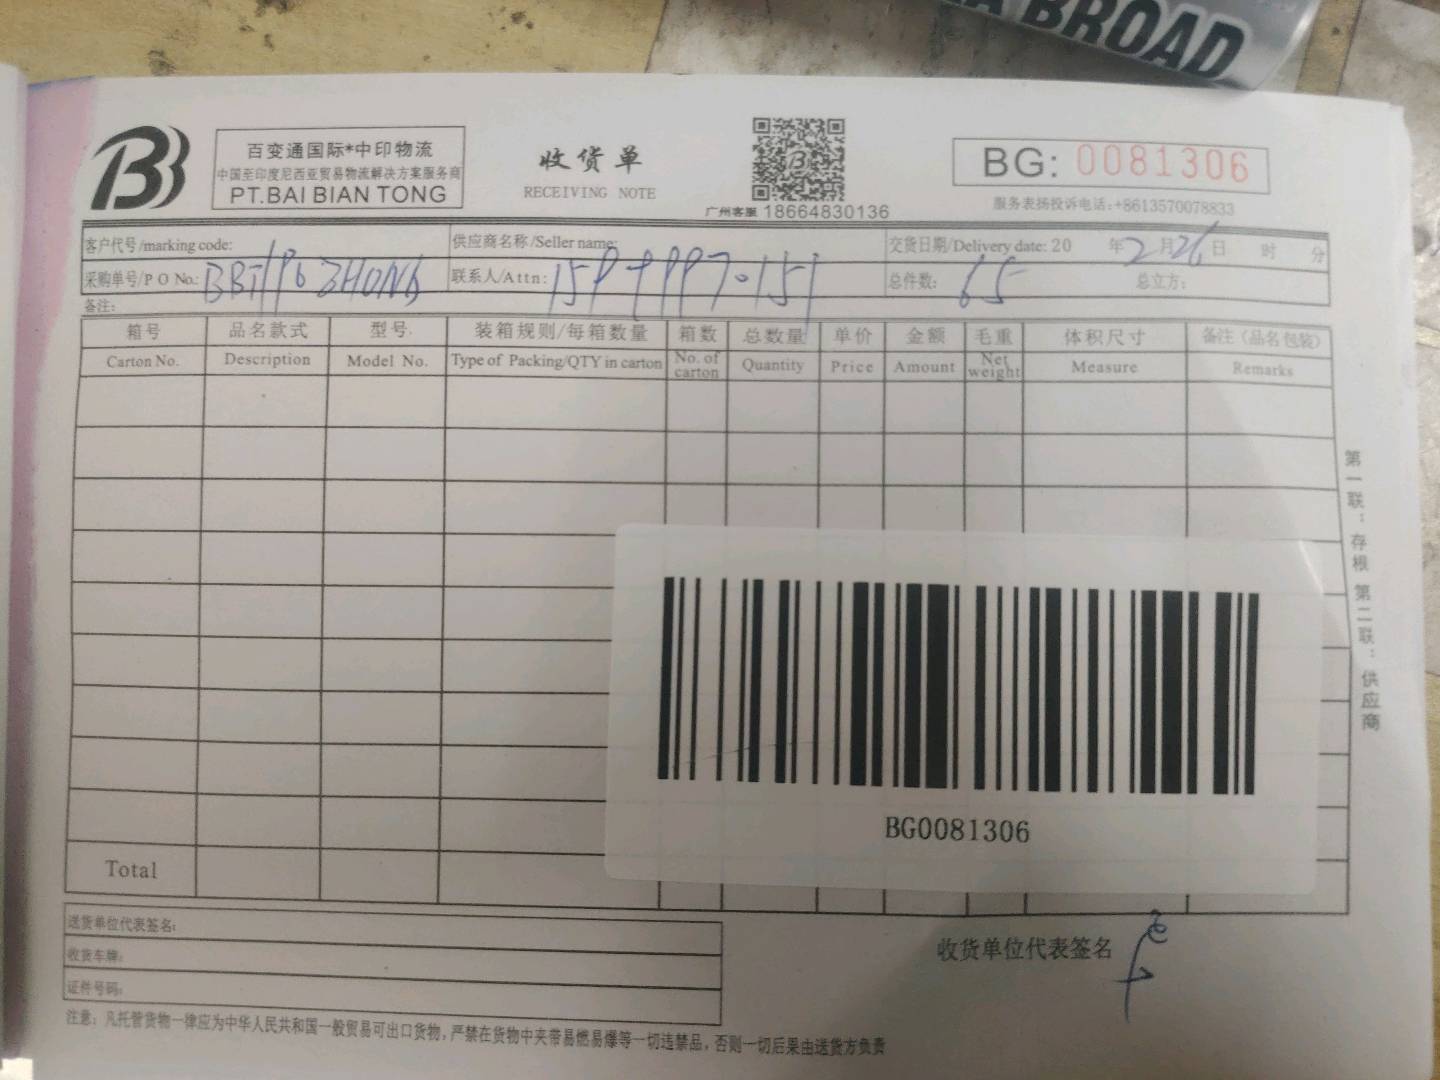 A BROAD
百变通国际*中印物流
中国至印度尼西亚贸易物流解决方案服务商
PT.BAI BIAN TONG
收货单
RECEIVING NOTE
广州客服 18664830136
BG: 0081306
服务表扬投诉电话:+8613570078833
客户代号/marking code: 供应商名称/Seller name: 交货日期/Delivery date: 20 年 2 月 26 日 时 分
采购单号/P O No.: 联系人/Attn: 总件数: 65 总立方:
备注:
箱号 品名款式 型号. 装箱规则/每箱数量 箱数 总数量 单价 金额 毛重 体积尺寸 备注(品名包装)
Carton No. Description Model No. Type of Packing/QTY in carton No. of carton Quantity Price Amount Net weight Measure Remarks
第一联:存根 第二联:供应商
BG0081306
Total
送货单位代表签名:
收货车牌:
证件号码:
收货单位代表签名
注意: 凡托管货物一律应为中华人民共和国一般贸易可出口货物,严禁在货物中夹带易燃易爆等一切违禁品,否则一切后果由送货方负责